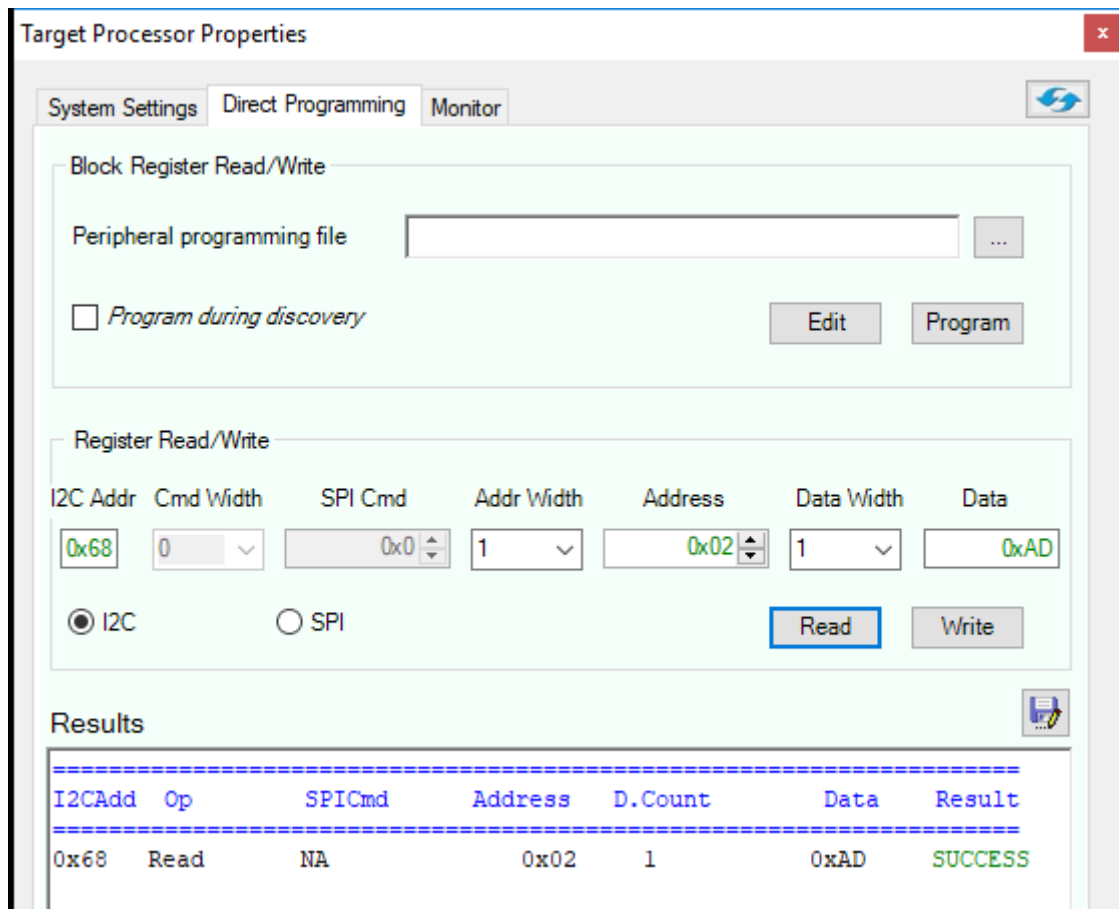 Target Processor Properties
x
System Settings Direct Programming Monitor
Block Register Read/Write
Peripheral programming file ...
Program during discovery Edit Program
Register Read/Write
I2C Addr Cmd Width SPI Cmd Addr Width Address Data Width Data
0x68 0 0x0 1 0x02 1 0xAD
I2C SPI Read Write
Results
=====================================================================
I2CAdd Op SPICmd Address D.Count Data Result
=====================================================================
0x68 Read NA 0x02 1 0xAD SUCCESS